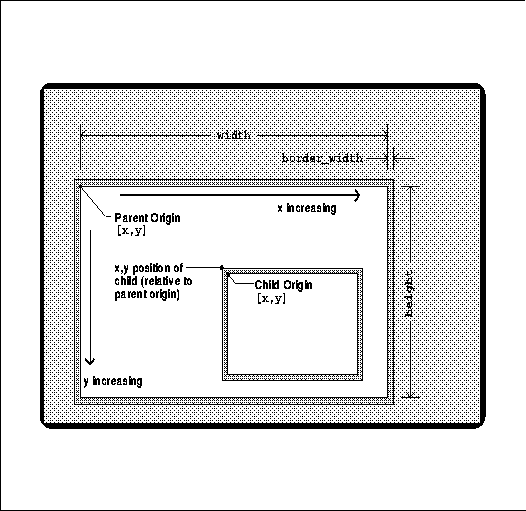 width
border_width
x increasing
Parent Origin
[x,y]
x,y position of
child (relative to
parent origin)
Child Origin
[x,y]
height
y increasing